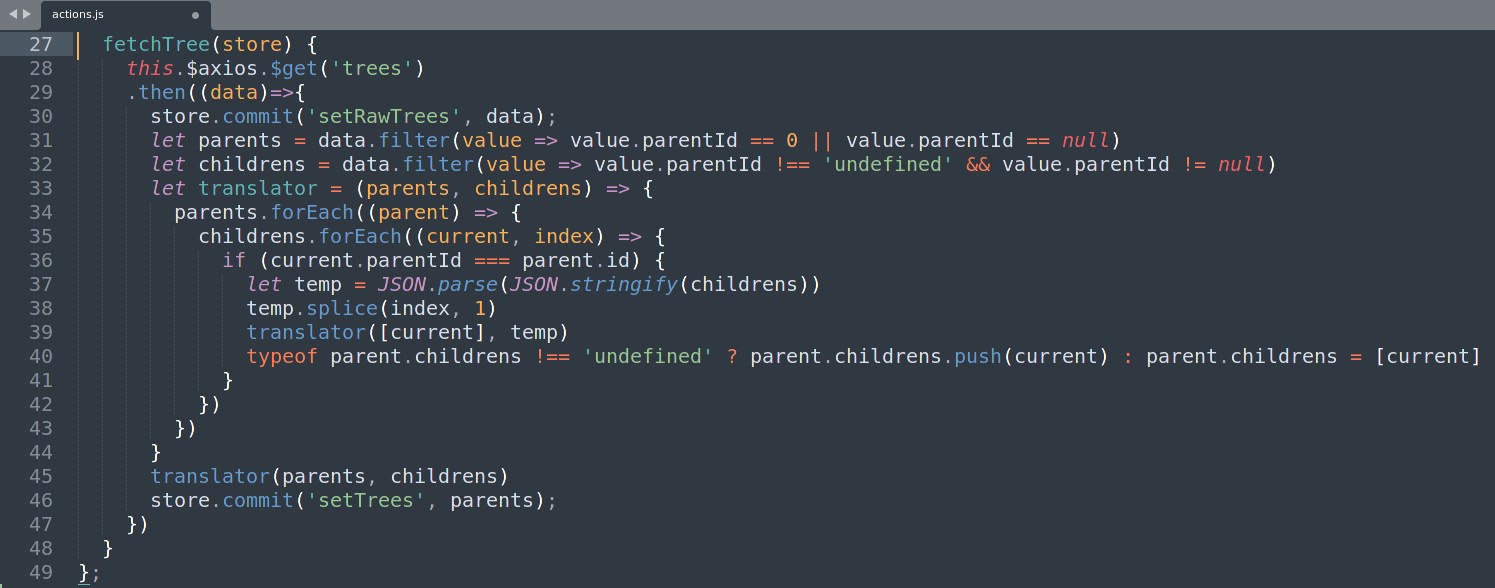 actions.js
27 fetchTree(store) {
28 this.$axios.$get('trees')
29 .then((data)=>{
30 store.commit('setRawTrees', data);
31 let parents = data.filter(value => value.parentId == 0 || value.parentId == null)
32 let childrens = data.filter(value => value.parentId !== 'undefined' && value.parentId != null)
33 let translator = (parents, childrens) => {
34 parents.forEach((parent) => {
35 childrens.forEach((current, index) => {
36 if (current.parentId === parent.id) {
37 let temp = JSON.parse(JSON.stringify(childrens))
38 temp.splice(index, 1)
39 translator([current], temp)
40 typeof parent.childrens !== 'undefined' ? parent.childrens.push(current) : parent.childrens = [current]
41 }
42 })
43 })
44 }
45 translator(parents, childrens)
46 store.commit('setTrees', parents);
47 })
48 }
49 };